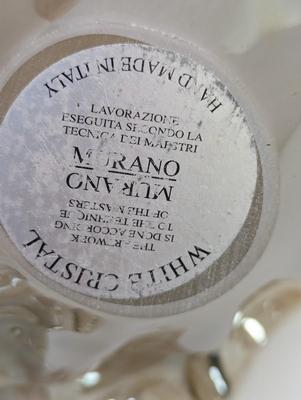 HAND MADE IN ITALY
LAVORAZIONE
ESEGUITA SECONDO LA
TECNICA DEI MAESTRI
MURANO
MURANO
THE ARTWORK
IS DONE ACCORDING
TO THE TECHNIQUE
OF THE MASTERS
WHITE CRISTAL